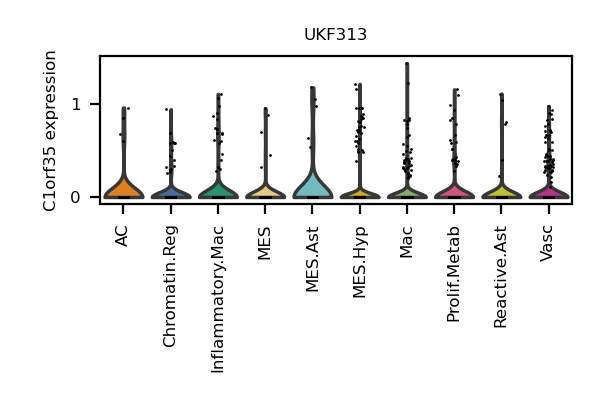 UKF313
C1orf35 expression
1
0
AC
Chromatin.Reg
Inflammatory.Mac
MES
MES.Ast
MES.Hyp
Mac
Prolif.Metab
Reactive.Ast
Vasc